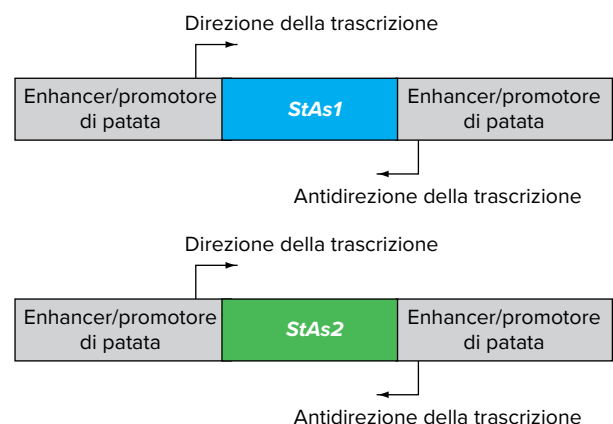 Direzione della trascrizione
Enhancer/promotore
di patata
StAs1
Enhancer/promotore
di patata
Antidirezione della trascrizione
Direzione della trascrizione
Enhancer/promotore
di patata
StAs2
Enhancer/promotore
di patata
Antidirezione della trascrizione